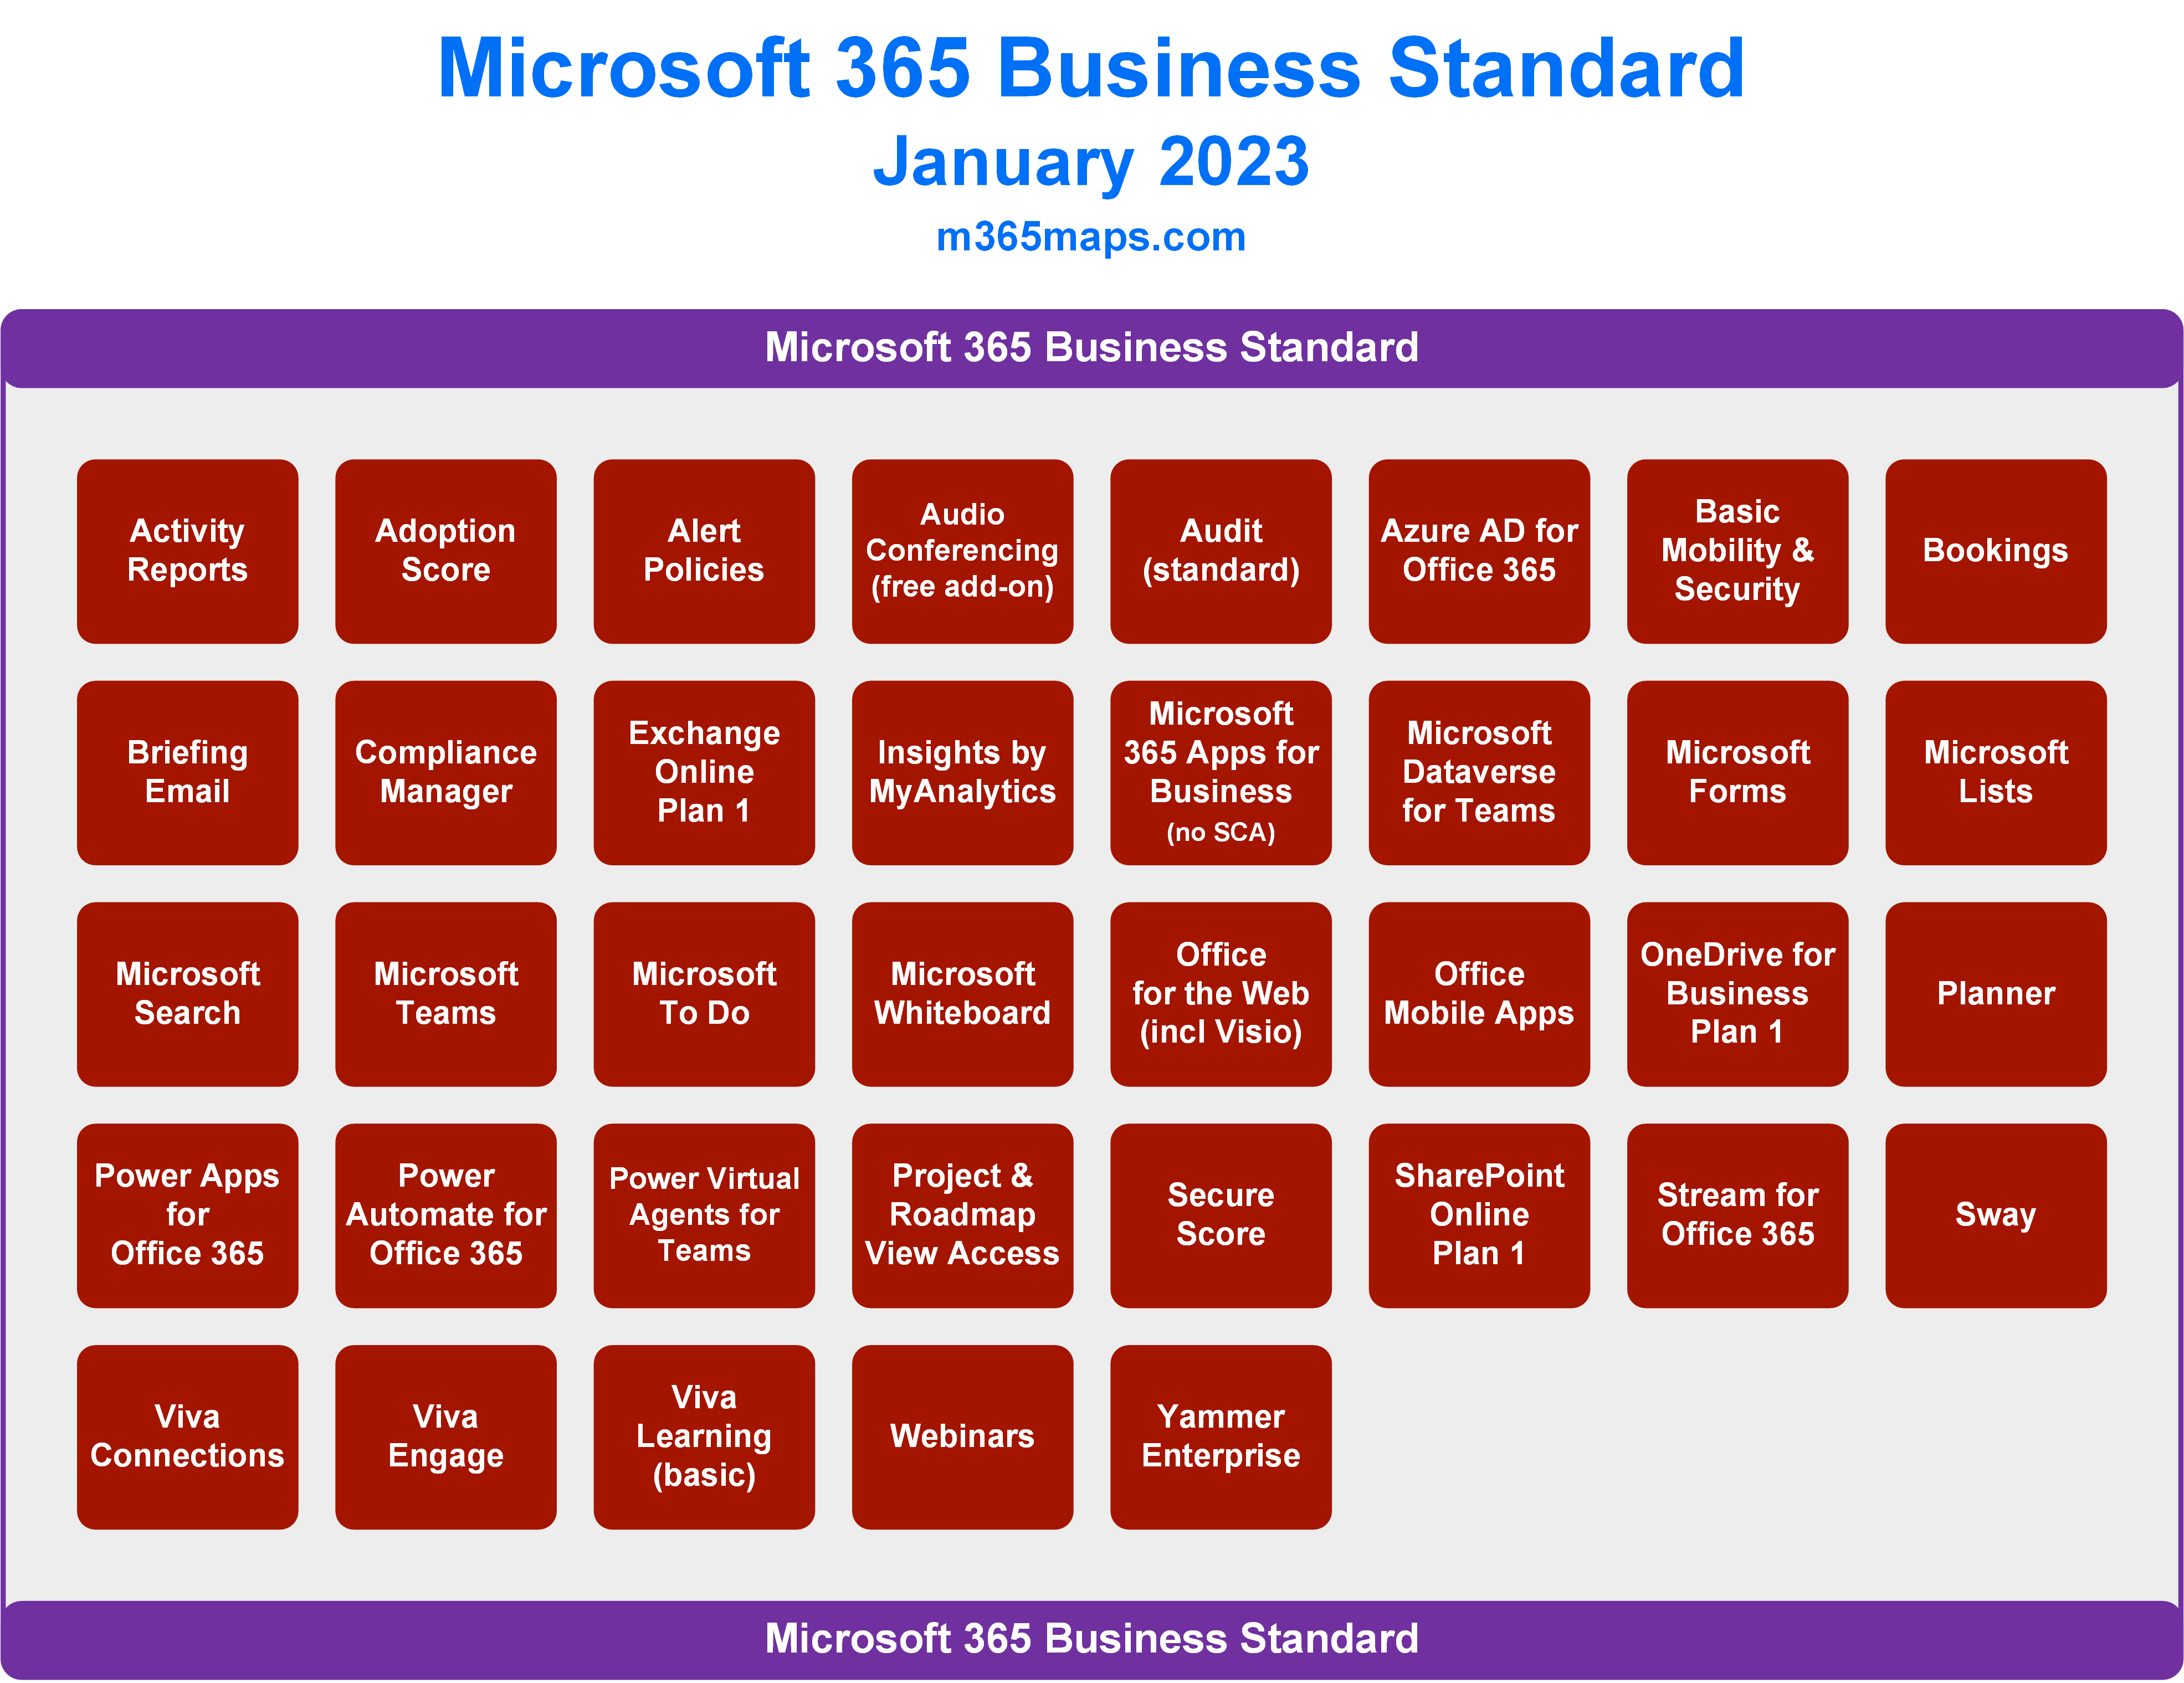 Microsoft 365 Business Standard
January 2023
m365maps.com
Microsoft 365 Business Standard
Activity
Reports
Adoption
Score
Alert
Policies
Audio
Conferencing
(free add-on)
Audit
(standard)
Azure AD for
Office 365
Basic
Mobility &
Security
Bookings
Briefing
Email
Compliance
Manager
Exchange
Online
Plan 1
Insights by
MyAnalytics
Microsoft
365 Apps for
Business
(no SCA)
Microsoft
Dataverse
for Teams
Microsoft
Forms
Microsoft
Lists
Microsoft
Search
Microsoft
Teams
Microsoft
To Do
Microsoft
Whiteboard
Office
for the Web
(incl Visio)
Office
Mobile Apps
OneDrive for
Business
Plan 1
Planner
Power Apps
for
Office 365
Power
Automate for
Office 365
Power Virtual
Agents for
Teams
Project &
Roadmap
View Access
Secure
Score
SharePoint
Online
Plan 1
Stream for
Office 365
Sway
Viva
Connections
Viva
Engage
Viva
Learning
(basic)
Webinars
Yammer
Enterprise
Microsoft 365 Business Standard